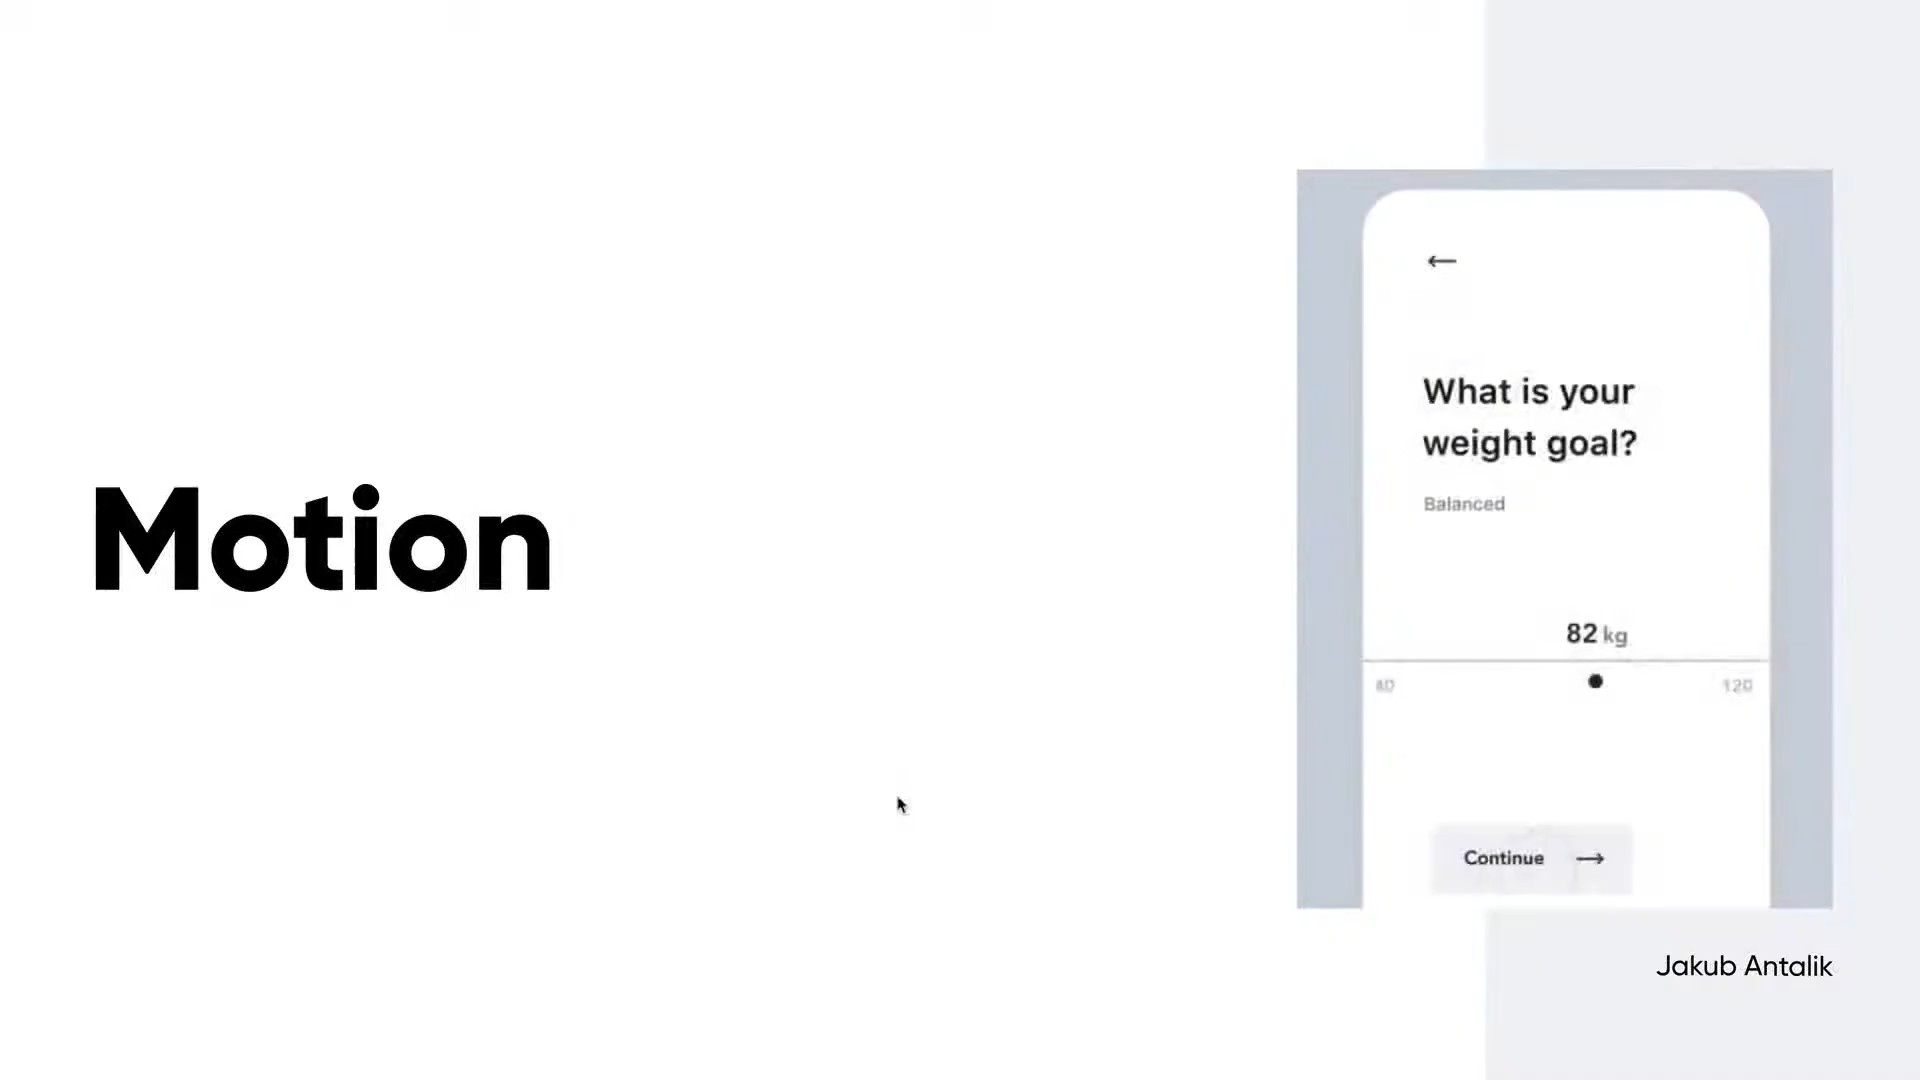 Motion
What is your
weight goal?
Balanced
82 kg
120
Continue
Jakub Antalik